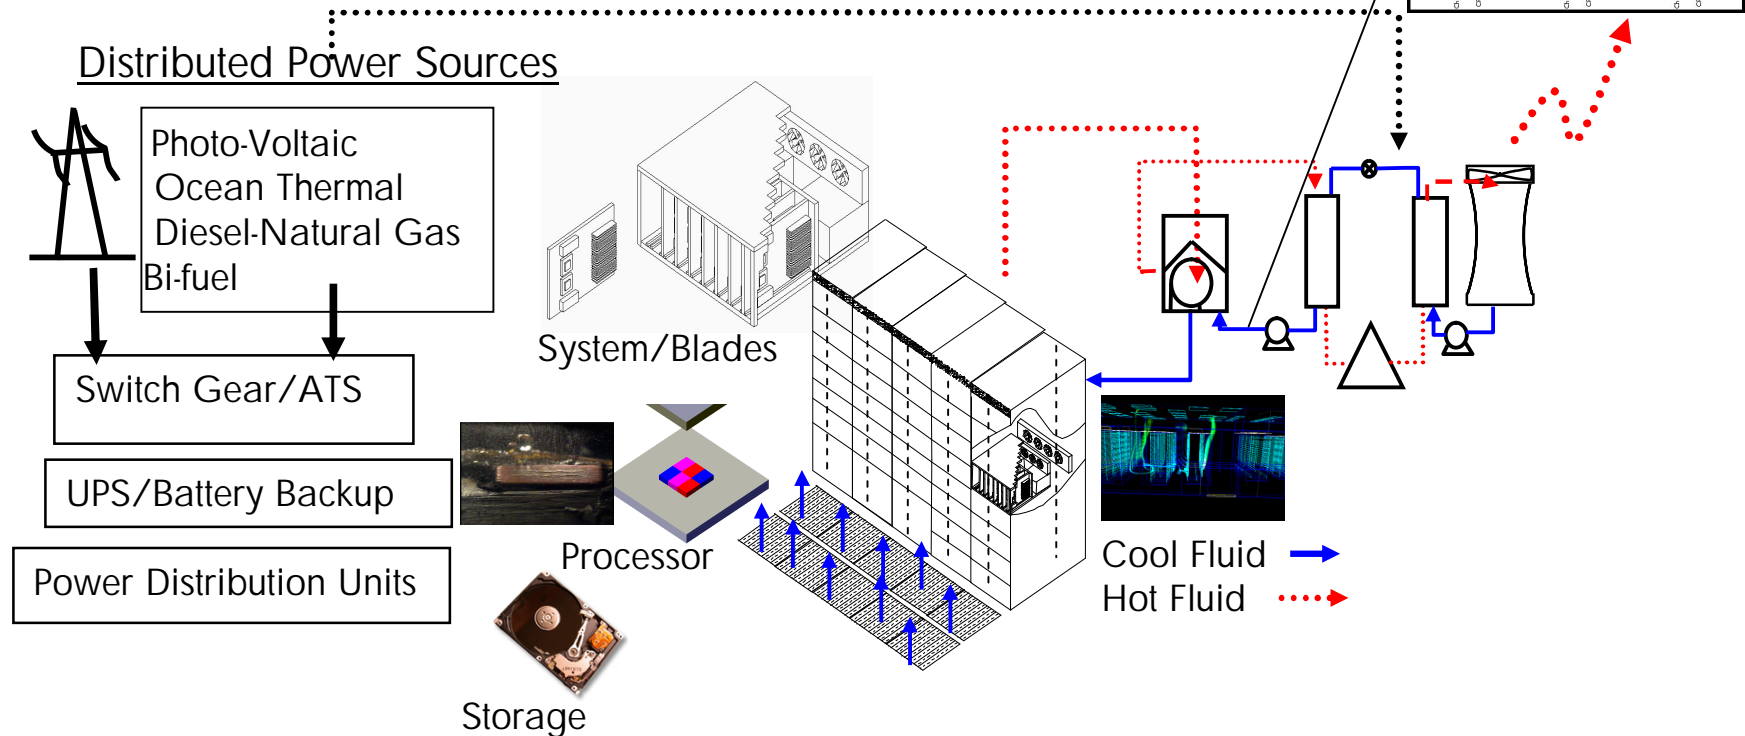 Distributed Power Sources
Photo-Voltaic
Ocean Thermal
Diesel-Natural Gas
Bi-fuel
System/Blades
Switch Gear/ATS
UPS/Battery Backup
Processor
Cool Fluid
Hot Fluid
Power Distribution Units
Storage